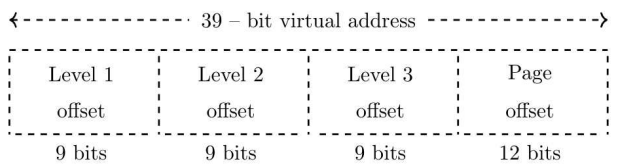 39 – bit virtual address
Level 1 Level 2 Level 3 Page
offset offset offset offset
9 bits 9 bits 9 bits 12 bits